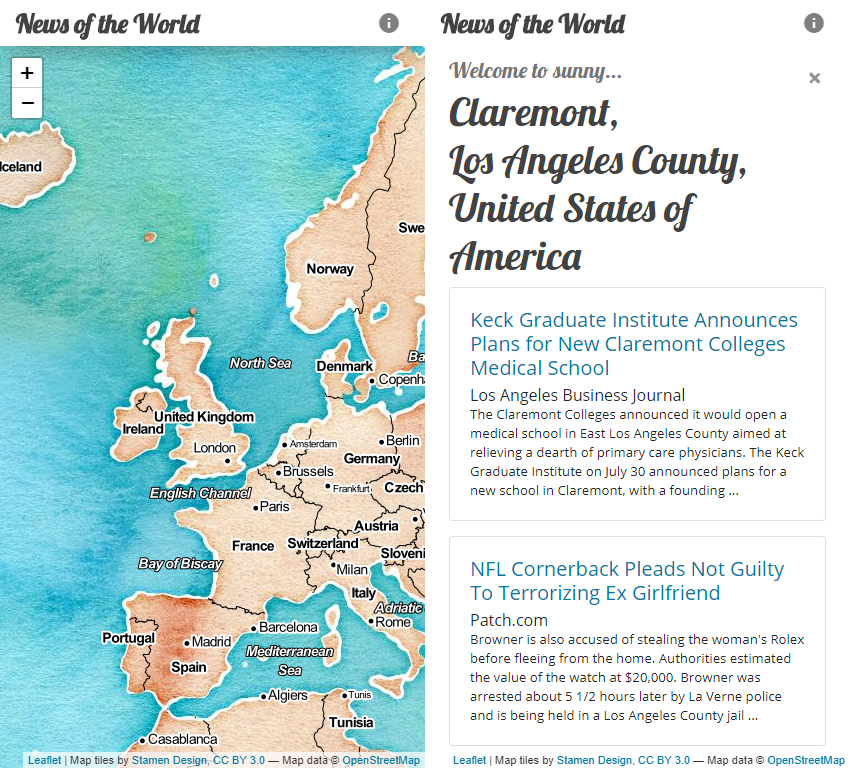 News of the World
+
−
Iceland
Norway
Swe
North Sea
Denmark
Ba
Copenh
United Kingdom
Ireland
London
Amsterdam
Berlin
Germany
Brussels
Frankfurt
Czech
English Channel
Paris
Austria
France
Switzerland
Sloveni
Bay of Biscay
Milan
Italy
Adriatic
Portugal
Barcelona
Rome
Madrid
Mediterranean
Sea
Spain
Algiers
Tunis
Tunisia
Casablanca
Leaflet | Map tiles by Stamen Design, CC BY 3.0 — Map data © OpenStreetMap
News of the World
Welcome to sunny...
×
Claremont,
Los Angeles County,
United States of
America
Keck Graduate Institute Announces
Plans for New Claremont Colleges
Medical School
Los Angeles Business Journal
The Claremont Colleges announced it would open a
medical school in East Los Angeles County aimed at
relieving a dearth of primary care physicians. The Keck
Graduate Institute on July 30 announced plans for a
new school in Claremont, with a founding ...
NFL Cornerback Pleads Not Guilty
To Terrorizing Ex Girlfriend
Patch.com
Browner is also accused of stealing the woman's Rolex
before fleeing from the home. Authorities estimated
the value of the watch at $20,000. Browner was
arrested about 5 1/2 hours later by La Verne police
and is being held in a Los Angeles County jail ...
Leaflet | Map tiles by Stamen Design, CC BY 3.0 — Map data © OpenStreetMap